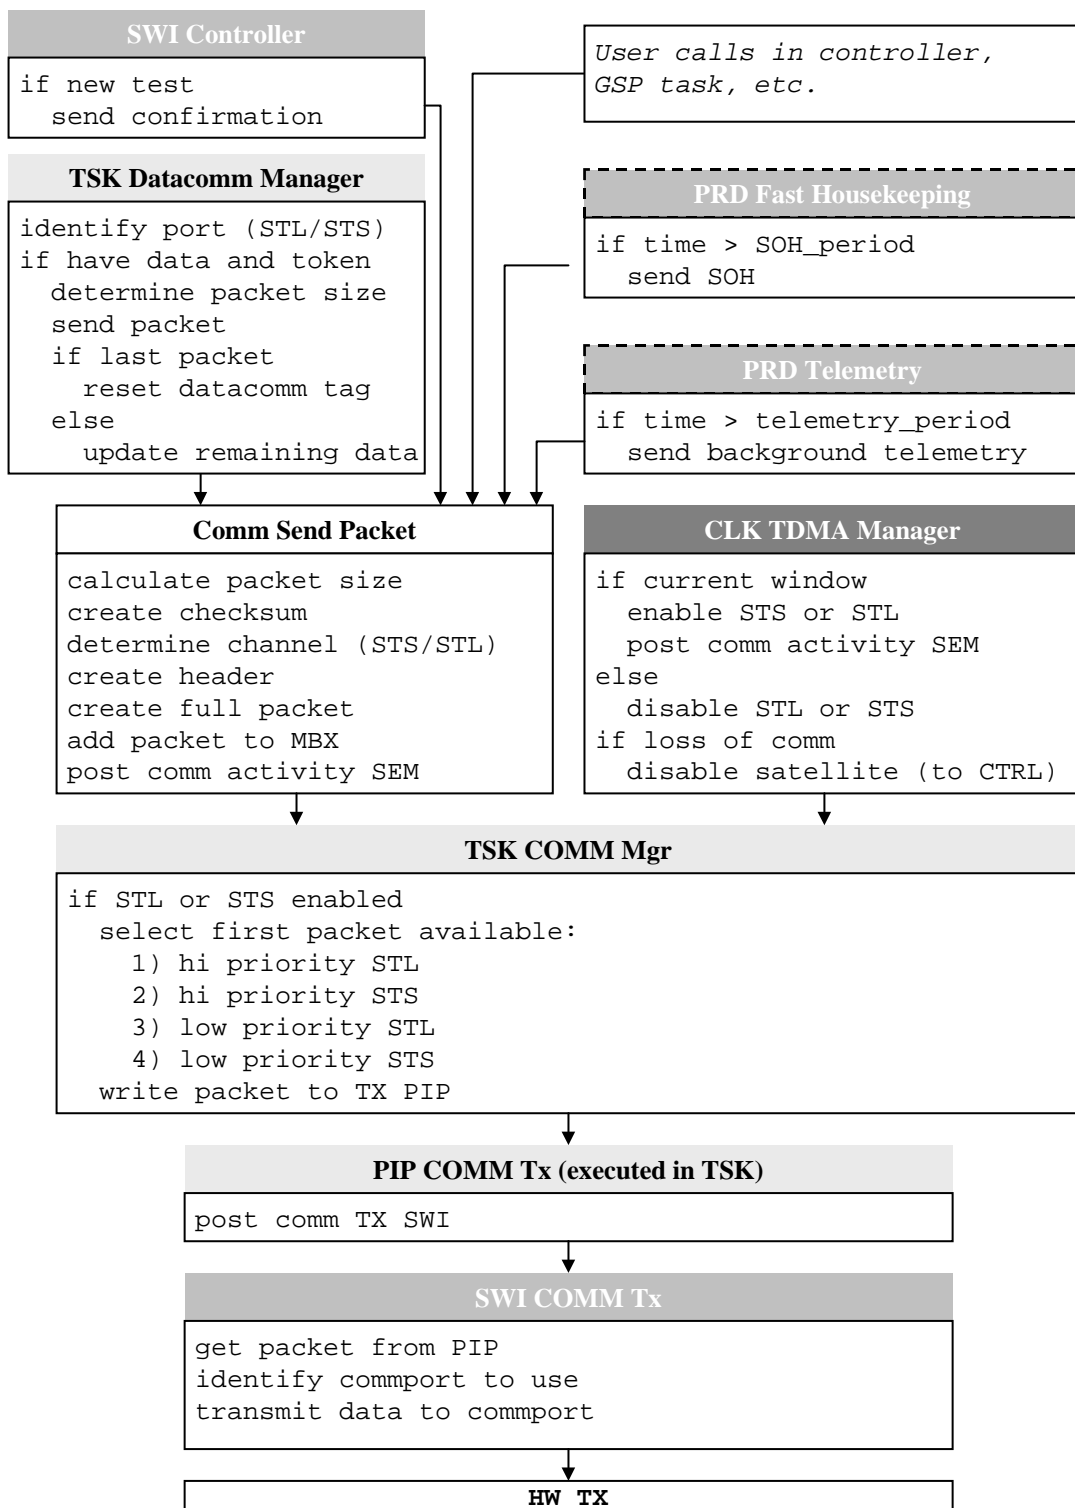 SWI Controller
if new test
send confirmation
User calls in controller,
GSP task, etc.
TSK Datacomm Manager
identify port (STL/STS)
if have data and token
determine packet size
send packet
if last packet
reset datacomm tag
else
update remaining data
PRD Fast Housekeeping
if time > SOH_period
send SOH
PRD Telemetry
if time > telemetry_period
send background telemetry
Comm Send Packet
calculate packet size
create checksum
determine channel (STS/STL)
create header
create full packet
add packet to MBX
post comm activity SEM
CLK TDMA Manager
if current window
enable STS or STL
post comm activity SEM
else
disable STL or STS
if loss of comm
disable satellite (to CTRL)
TSK COMM Mgr
if STL or STS enabled
select first packet available:
1) hi priority STL
2) hi priority STS
3) low priority STL
4) low priority STS
write packet to TX PIP
PIP COMM Tx (executed in TSK)
post comm TX SWI
SWI COMM Tx
get packet from PIP
identify commport to use
transmit data to commport
HW TX